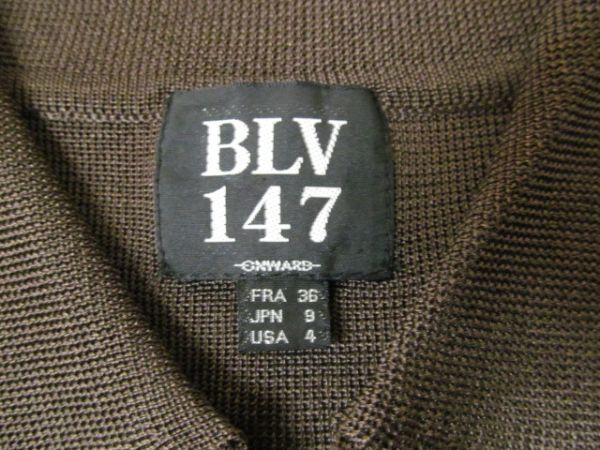 BLV
147
ONWARD
FRA 36
JPN 9
USA 4